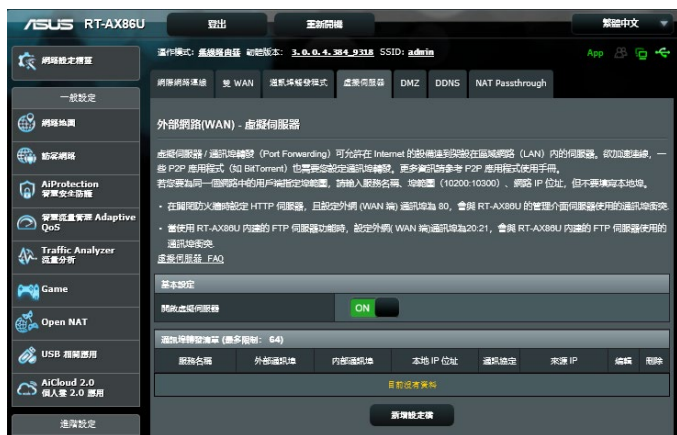 ASUS RT-AX86U 登出 重新開機 繁體中文
運作模式: 無線路由器 韌體版本: 3.0.0.4.384_9318 SSID: admin App
網路設定精靈
一般設定
網路地圖
訪客網路
AiProtection
智慧安全防護
智慧流量管理 Adaptive
QoS
Traffic Analyzer
流量分析
Game
Open NAT
USB 相關應用
AiCloud 2.0
個人雲 2.0 應用
進階設定
網際網路連線 雙 WAN 通訊埠觸發程式 虛擬伺服器 DMZ DDNS NAT Passthrough
外部網路(WAN) - 虛擬伺服器
虛擬伺服器 / 通訊埠轉發（Port Forwarding）可允許在 Internet 的設備連到架設在區域網路（LAN）內的伺服器。欲加速連線，一
些 P2P 應用程式（如 BitTorrent）也需要您設定通訊埠轉發。更多資訊請參考 P2P 應用程式使用手冊。
若您要為同一個網路中的用戶端指定埠範圍，請輸入服務名稱、埠範圍（10200:10300）、網路 IP 位址，但不要填寫本地埠。
・在關閉防火牆時設定 HTTP 伺服器，且設定外網 (WAN 端) 通訊埠為 80，會與 RT-AX86U 的管理介面伺服器使用的通訊埠衝突.
・當使用 RT-AX86U 內建的 FTP 伺服器功能時，設定外網( WAN 端)通訊埠為20:21，會與 RT-AX86U 內建的 FTP 伺服器使用的
通訊埠衝突.
虛擬伺服器 FAQ
基本設定
開啟虛擬伺服器 ON
通訊埠轉發清單 (最多限制: 64)
服務名稱 外部通訊埠 內部通訊埠 本地 IP 位址 通訊協定 來源 IP 編輯 刪除
目前沒有資料
新增設定檔